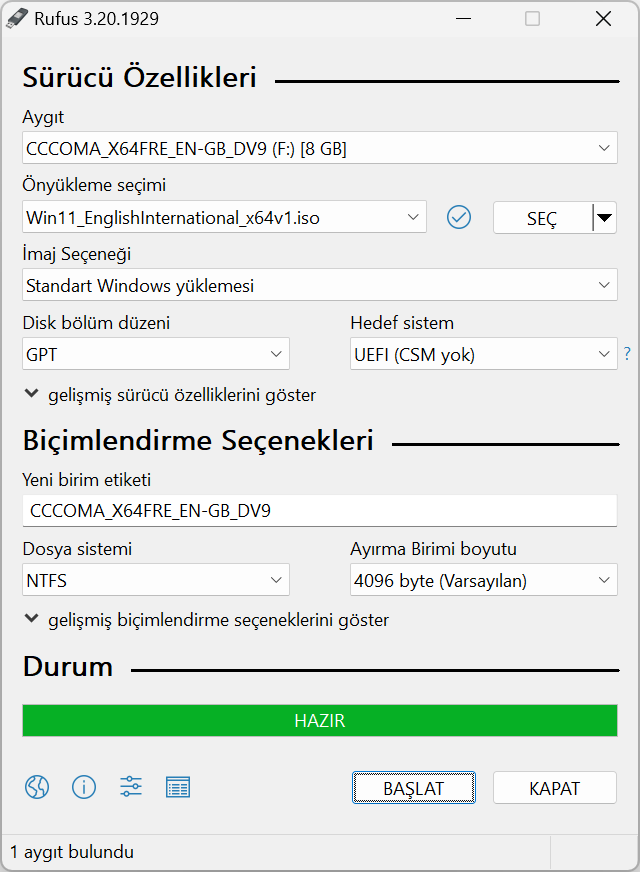 Rufus 3.20.1929
Sürücü Özellikleri
Aygıt
CCCOMA_X64FRE_EN-GB_DV9 (F:) [8 GB]
Önyükleme seçimi
Win11_EnglishInternational_x64v1.iso
SEÇ
İmaj Seçeneği
Standart Windows yüklemesi
Disk bölüm düzeni
Hedef sistem
GPT
UEFI (CSM yok)
?
gelişmiş sürücü özelliklerini göster
Biçimlendirme Seçenekleri
Yeni birim etiketi
CCCOMA_X64FRE_EN-GB_DV9
Dosya sistemi
Ayırma Birimi boyutu
NTFS
4096 byte (Varsayılan)
gelişmiş biçimlendirme seçeneklerini göster
Durum
HAZIR
BAŞLAT
KAPAT
1 aygıt bulundu